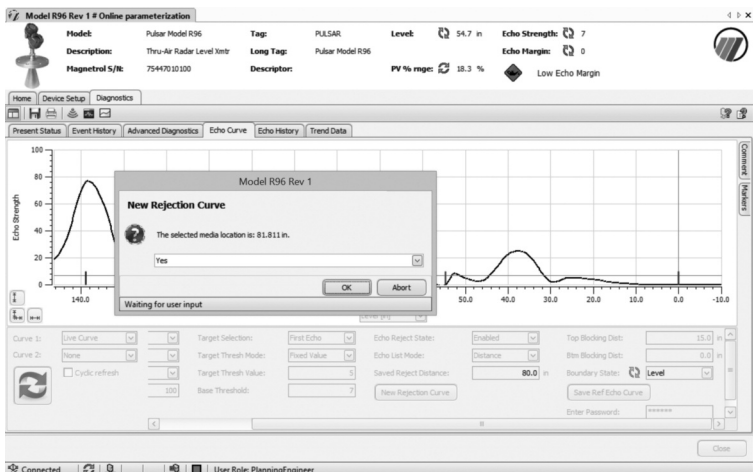 Model R96 Rev 1 # Online parameterization
Model: Pulsar Model R96 Tag: PULSAR Level: 54.7 in Echo Strength: 7
Description: Thru-Air Radar Level Xmtr Long Tag: Pulsar Model R96 Echo Margin: 0
Magnetrol S/N: 75447010100 Descriptor: PV % rnge: 18.3 % Low Echo Margin
Home Device Setup Diagnostics
Present Status Event History Advanced Diagnostics Echo Curve Echo History Trend Data
Comment
Markers
Echo Strength
100
80
60
40
20
0
140.0 50.0 40.0 30.0 20.0 10.0 0.0 -10.0
Model R96 Rev 1
New Rejection Curve
The selected media location is: 81.811 in.
Yes
OK Abort
Waiting for user input
Curve 1: Live Curve Target Selection: First Echo Echo Reject State: Enabled Top Blocking Dist: 15.0 in
Curve 2: None Target Thresh Mode: Fixed Value Echo List Mode: Distance Btm Blocking Dist: 0.0 in
Cyclic refresh Target Thresh Value: 5 Saved Reject Distance: 80.0 in Boundary State: Level
100 Base Threshold: 7 New Rejection Curve Save Ref Echo Curve
Enter Password: ******
Close
Connected User Role: PlanningEngineer